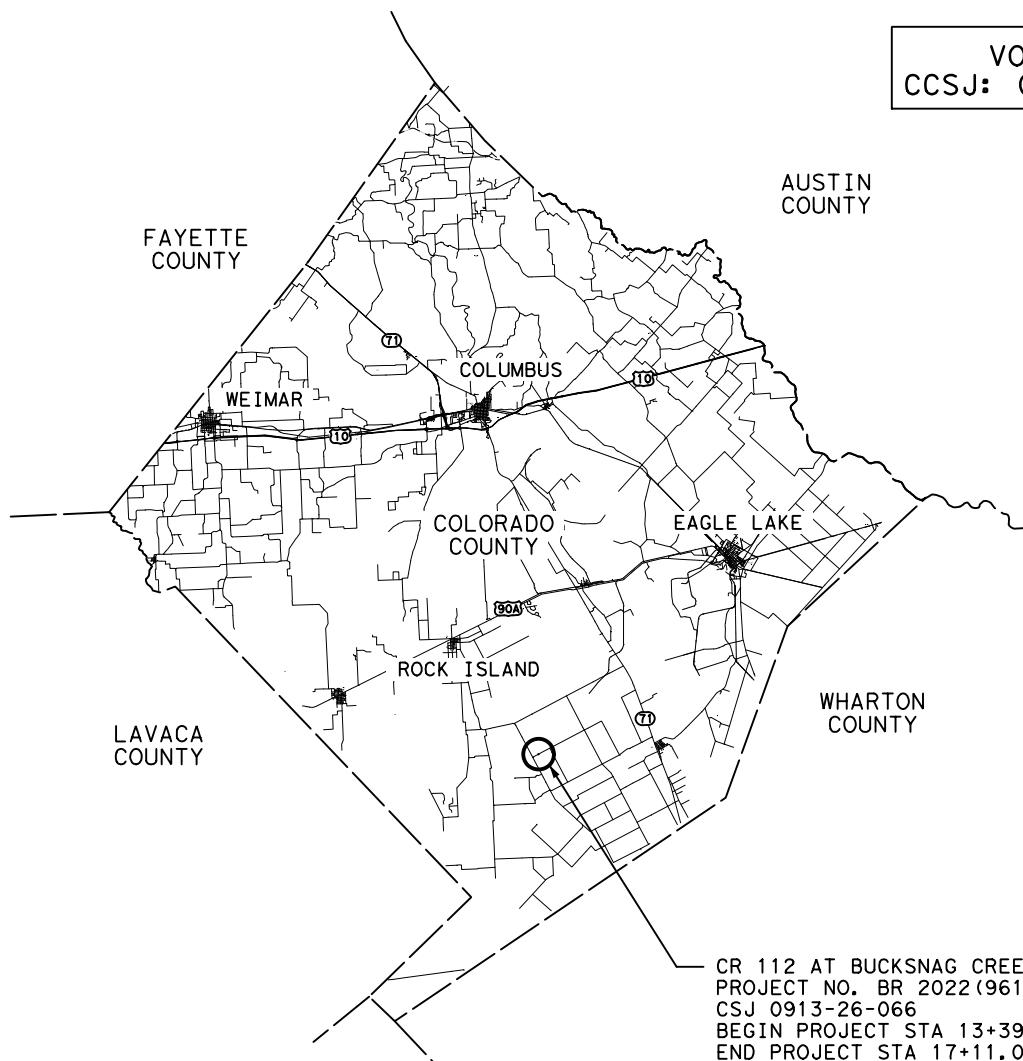 VO
CCSJ:
AUSTIN
COUNTY
FAYETTE
COUNTY
71
COLUMBUS
10
WEIMAR
10
COLORADO
COUNTY
EAGLE LAKE
90A
ROCK ISLAND
WHARTON
COUNTY
71
LAVACA
COUNTY
CR 112 AT BUCKSNAG CREE
PROJECT NO. BR 2022(961
CSJ 0913-26-066
BEGIN PROJECT STA 13+39
END PROJECT STA 17+11.0